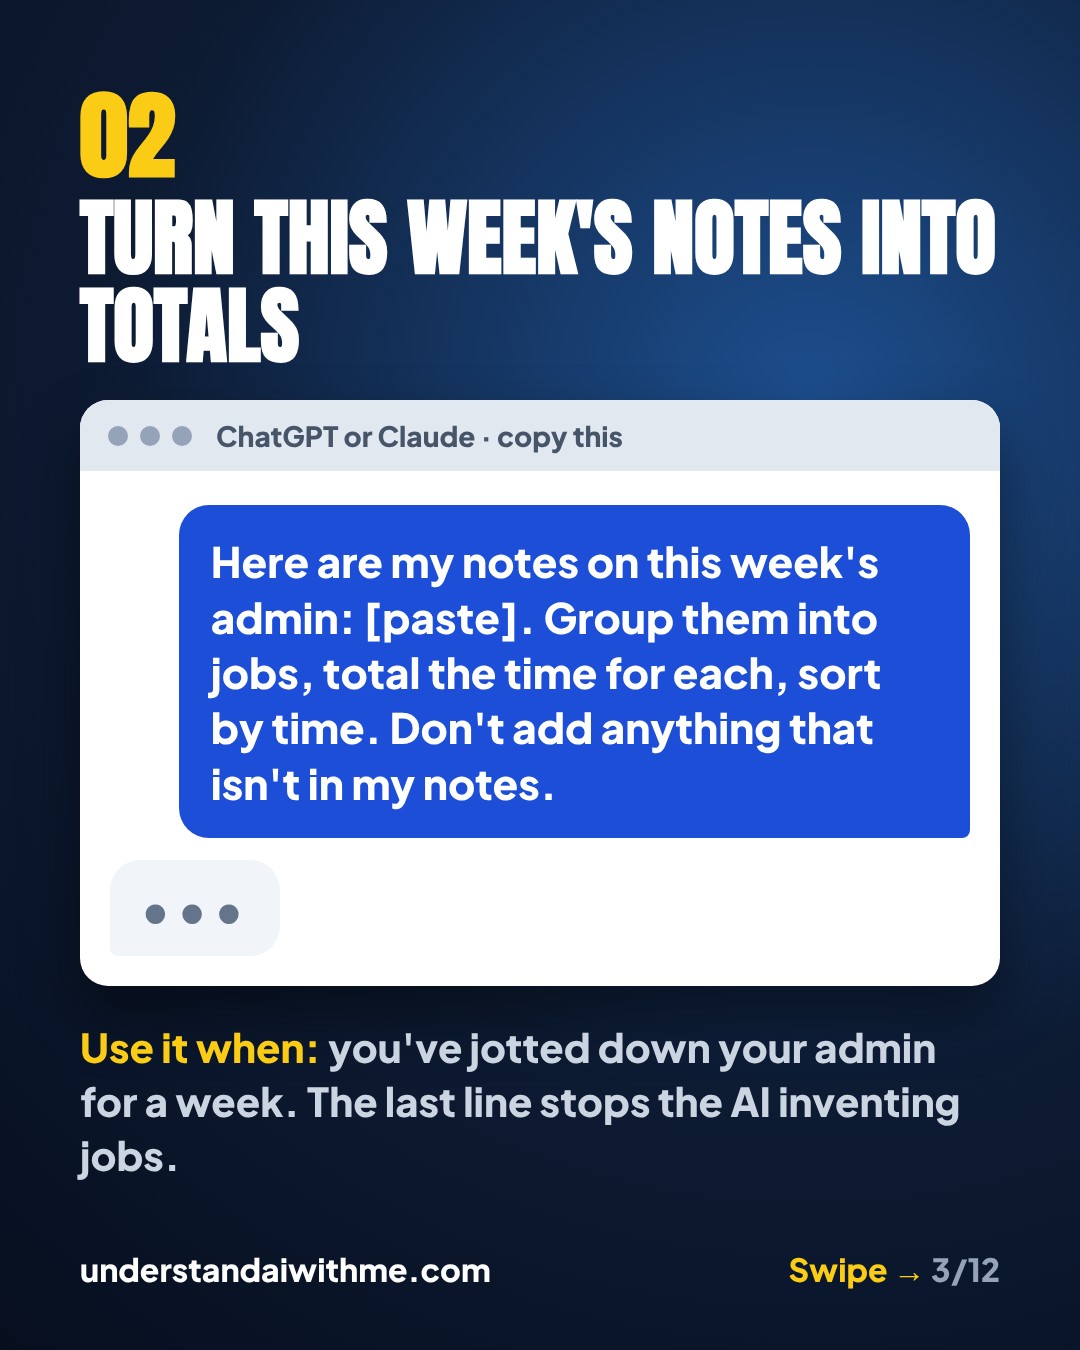 02
TURN THIS WEEK'S NOTES INTO
TOTALS
ChatGPT or Claude · copy this
Here are my notes on this week's
admin: [paste]. Group them into
jobs, total the time for each, sort
by time. Don't add anything that
isn't in my notes.
Use it when: you've jotted down your admin
for a week. The last line stops the AI inventing
jobs.
understandaiwithme.com
Swipe → 3/12